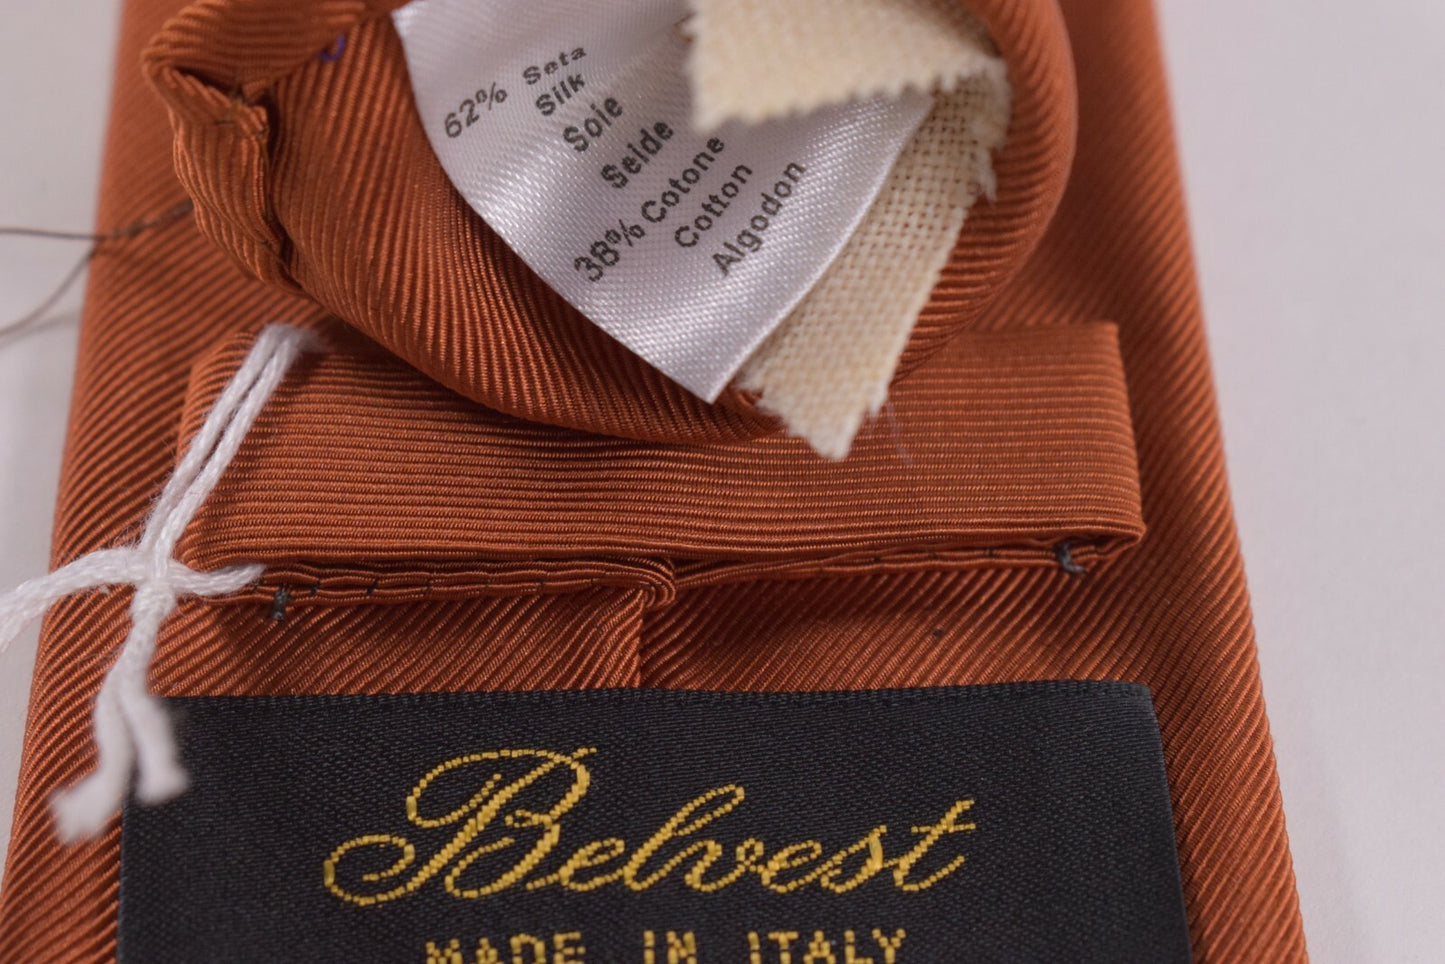 62% Seta
Silk
Soie
Seide
38% Cotone
Cotton
Algodon
Belvest
MADE IN ITALY